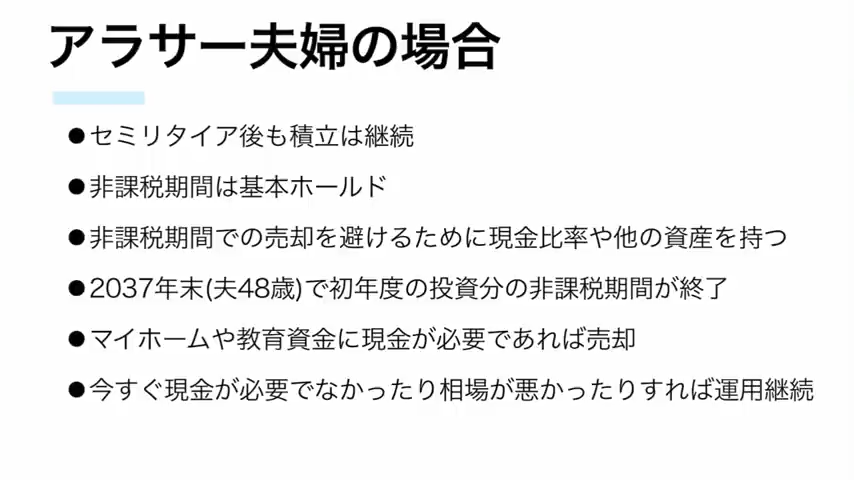 アラサー夫婦の場合
●セミリタイア後も積立は継続
●非課税期間は基本ホールド
●非課税期間での売却を避けるために現金比率や他の資産を持つ
●2037年末(夫48歳)で初年度の投資分の非課税期間が終了
●マイホームや教育資金に現金が必要であれば売却
●今すぐ現金が必要でなかったり相場が悪かったりすれば運用継続